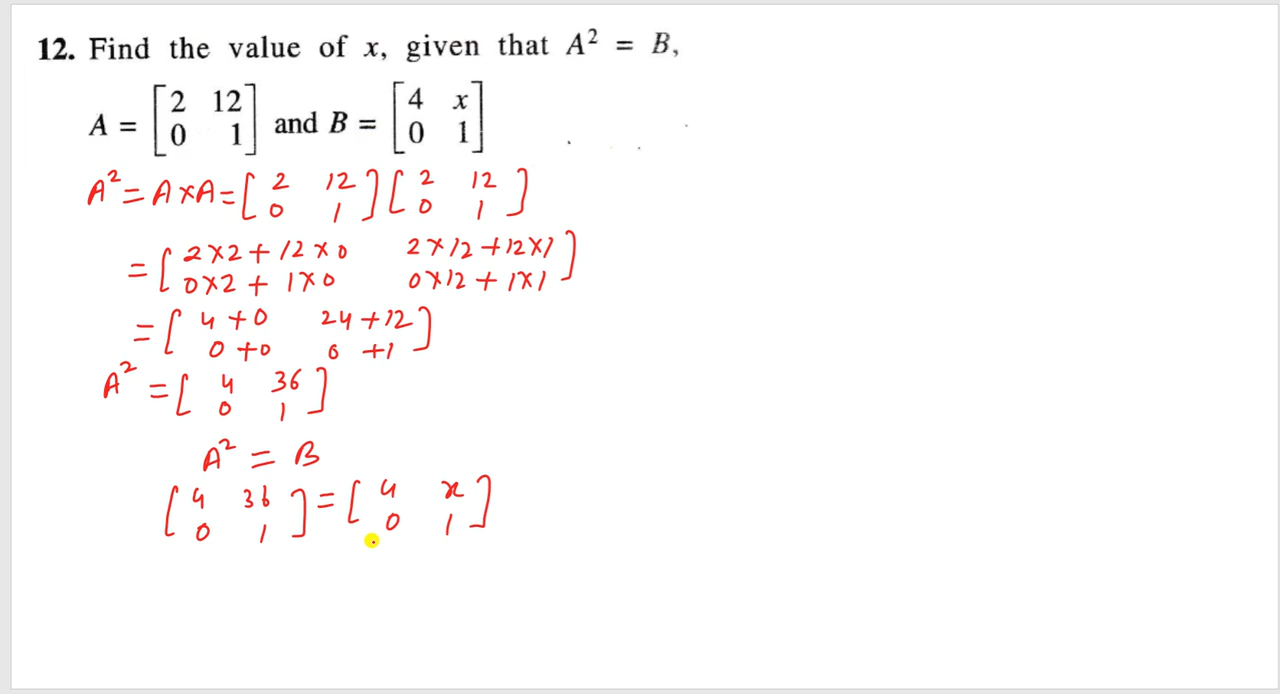 12. Find the value of x, given that A² = B,
A = [2 12
0 1] and B = [4 x
0 1]
A² = A×A = [2 12
0 1] [2 12
0 1]
= [2×2+12×0 2×12+12×1
0×2+1×0 0×12+1×1]
= [4+0 24+12
0+0 0+1]
A² = [4 36
0 1]
A² = B
[4 36
0 1] = [4 x
0 1]